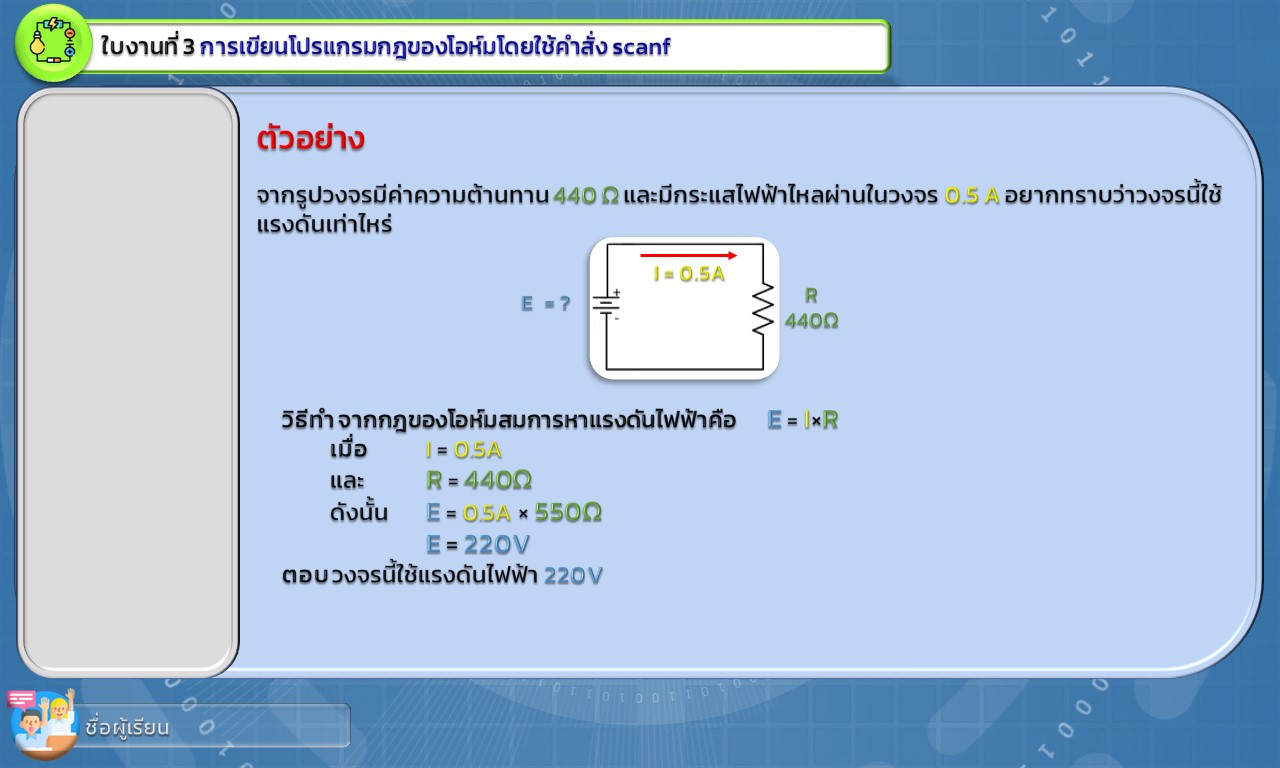 ใบงานที่ 3 การเขียนโปรแกรมกฎของโอห์มโดยใช้คำสั่ง scanf
ตัวอย่าง
จากรูปวงจรมีค่าความต้านทาน 440 Ω และมีกระแสไฟฟ้าไหลผ่านในวงจร 0.5 A อยากทราบว่าวงจรนี้ใช้
แรงดันเท่าไหร่
I = 0.5A
E = ?
+
-
R
440Ω
วิธีทำ จากกฎของโอห์มสมการหาแรงดันไฟฟ้าคือ E = I×R
เมื่อ I = 0.5A
และ R = 440Ω
ดังนั้น E = 0.5A × 550Ω
E = 220V
ตอบ วงจรนี้ใช้แรงดันไฟฟ้า 220V
ชื่อผู้เรียน